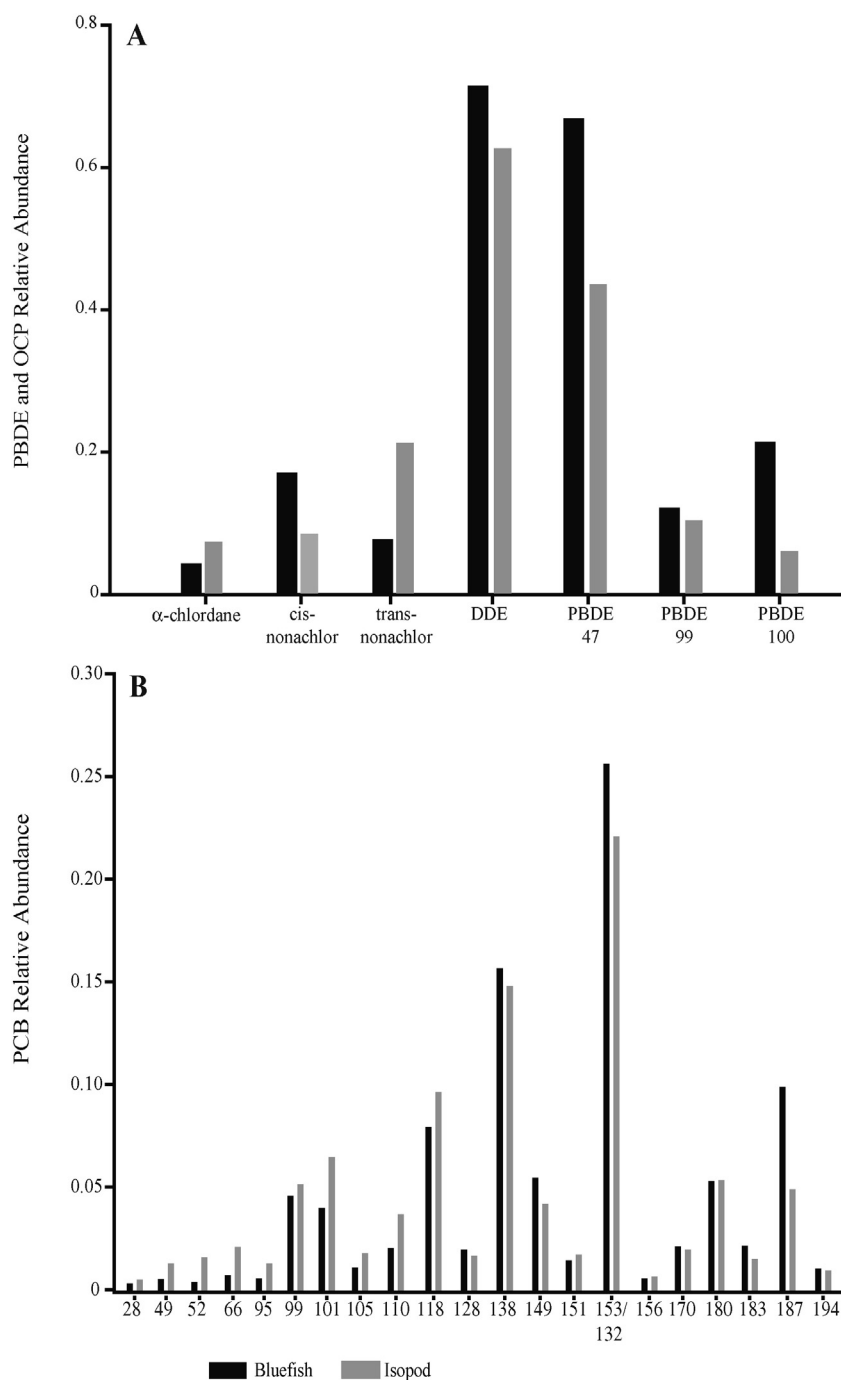 A
PBDE and OCP Relative Abundance
0.8
0.6
0.4
0.2
0
α-chlordane
cis-
nonachlor
trans-
nonachlor
DDE
PBDE
47
PBDE
99
PBDE
100
B
PCB Relative Abundance
0.30
0.25
0.20
0.15
0.10
0.05
0
28 49 52 66 95 99 101 105 110 118 128 138 149 151 153/ 156 170 180 183 187 194
132
Bluefish Isopod